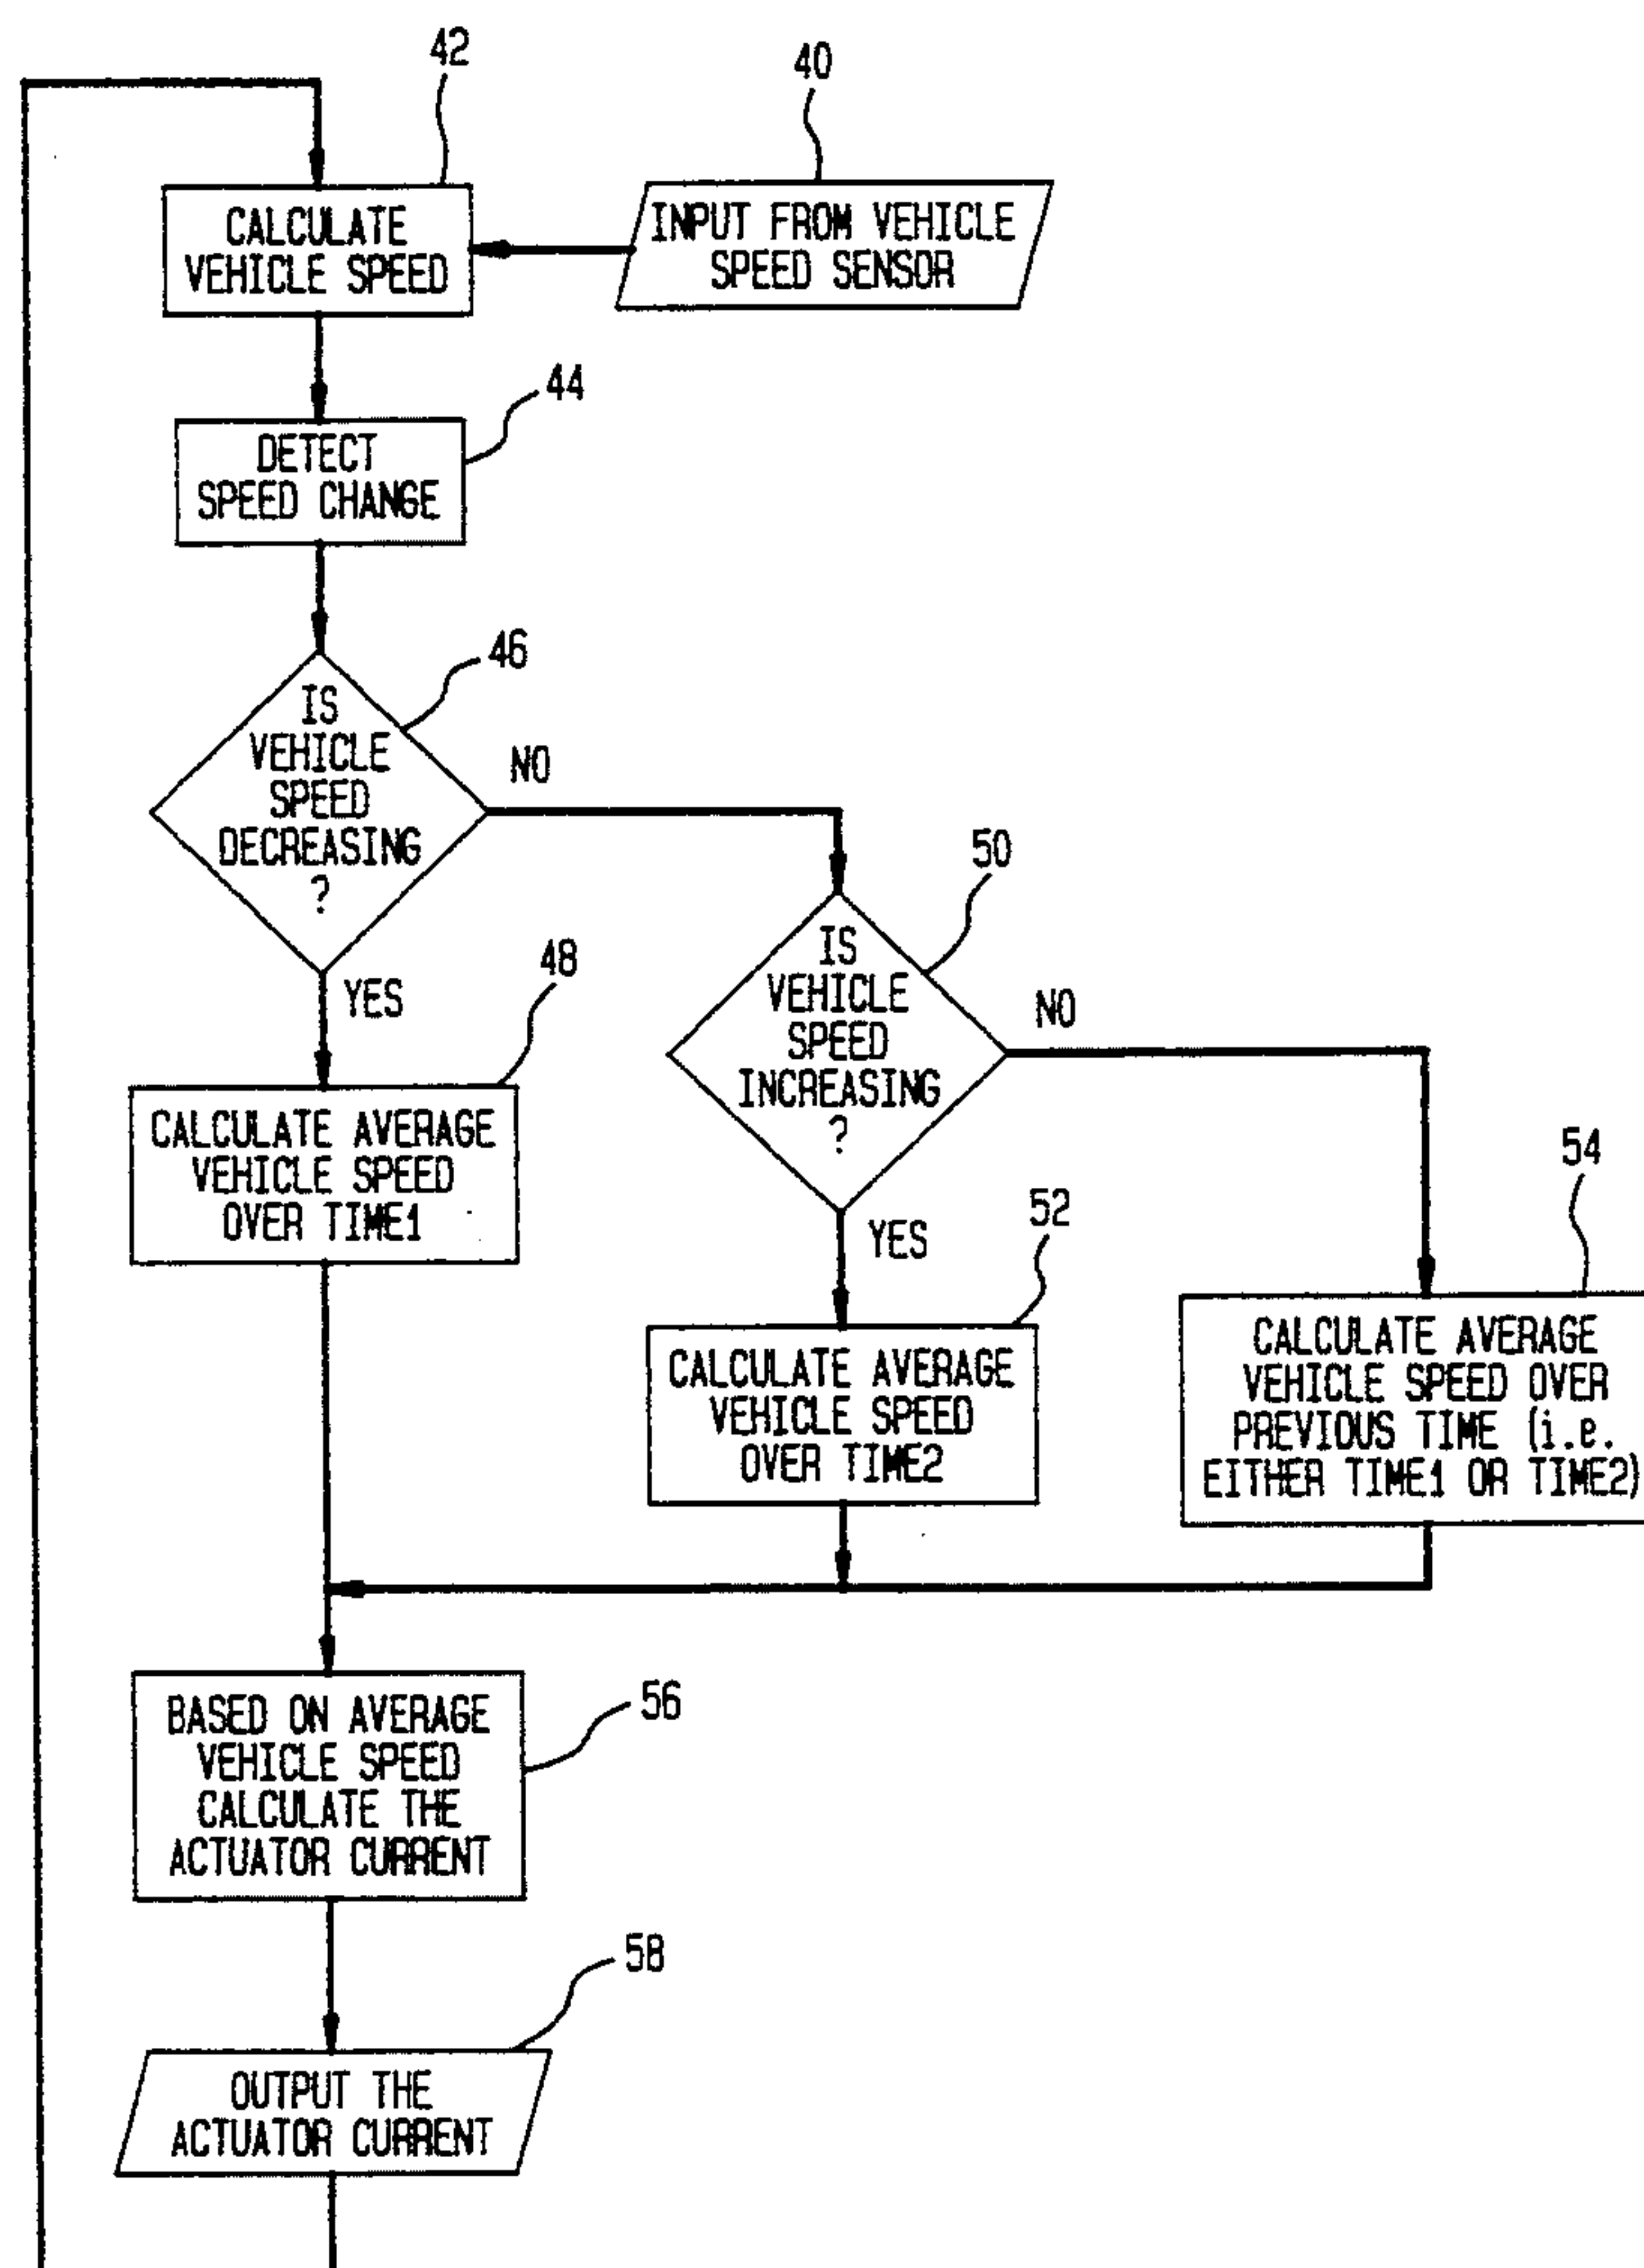 42
40
CALCULATE
VEHICLE SPEED
INPUT FROM VEHICLE
SPEED SENSOR
44
DETECT
SPEED CHANGE
46
IS
VEHICLE
SPEED
DECREASING
?
NO
50
YES
48
IS
VEHICLE
SPEED
INCREASING
?
NO
CALCULATE AVERAGE
VEHICLE SPEED
OVER TIME1
YES
52
54
CALCULATE AVERAGE
VEHICLE SPEED
OVER TIME2
CALCULATE AVERAGE
VEHICLE SPEED OVER
PREVIOUS TIME (i.e.
EITHER TIME1 OR TIME2)
BASED ON AVERAGE
VEHICLE SPEED
CALCULATE THE
ACTUATOR CURRENT
56
58
OUTPUT THE
ACTUATOR CURRENT